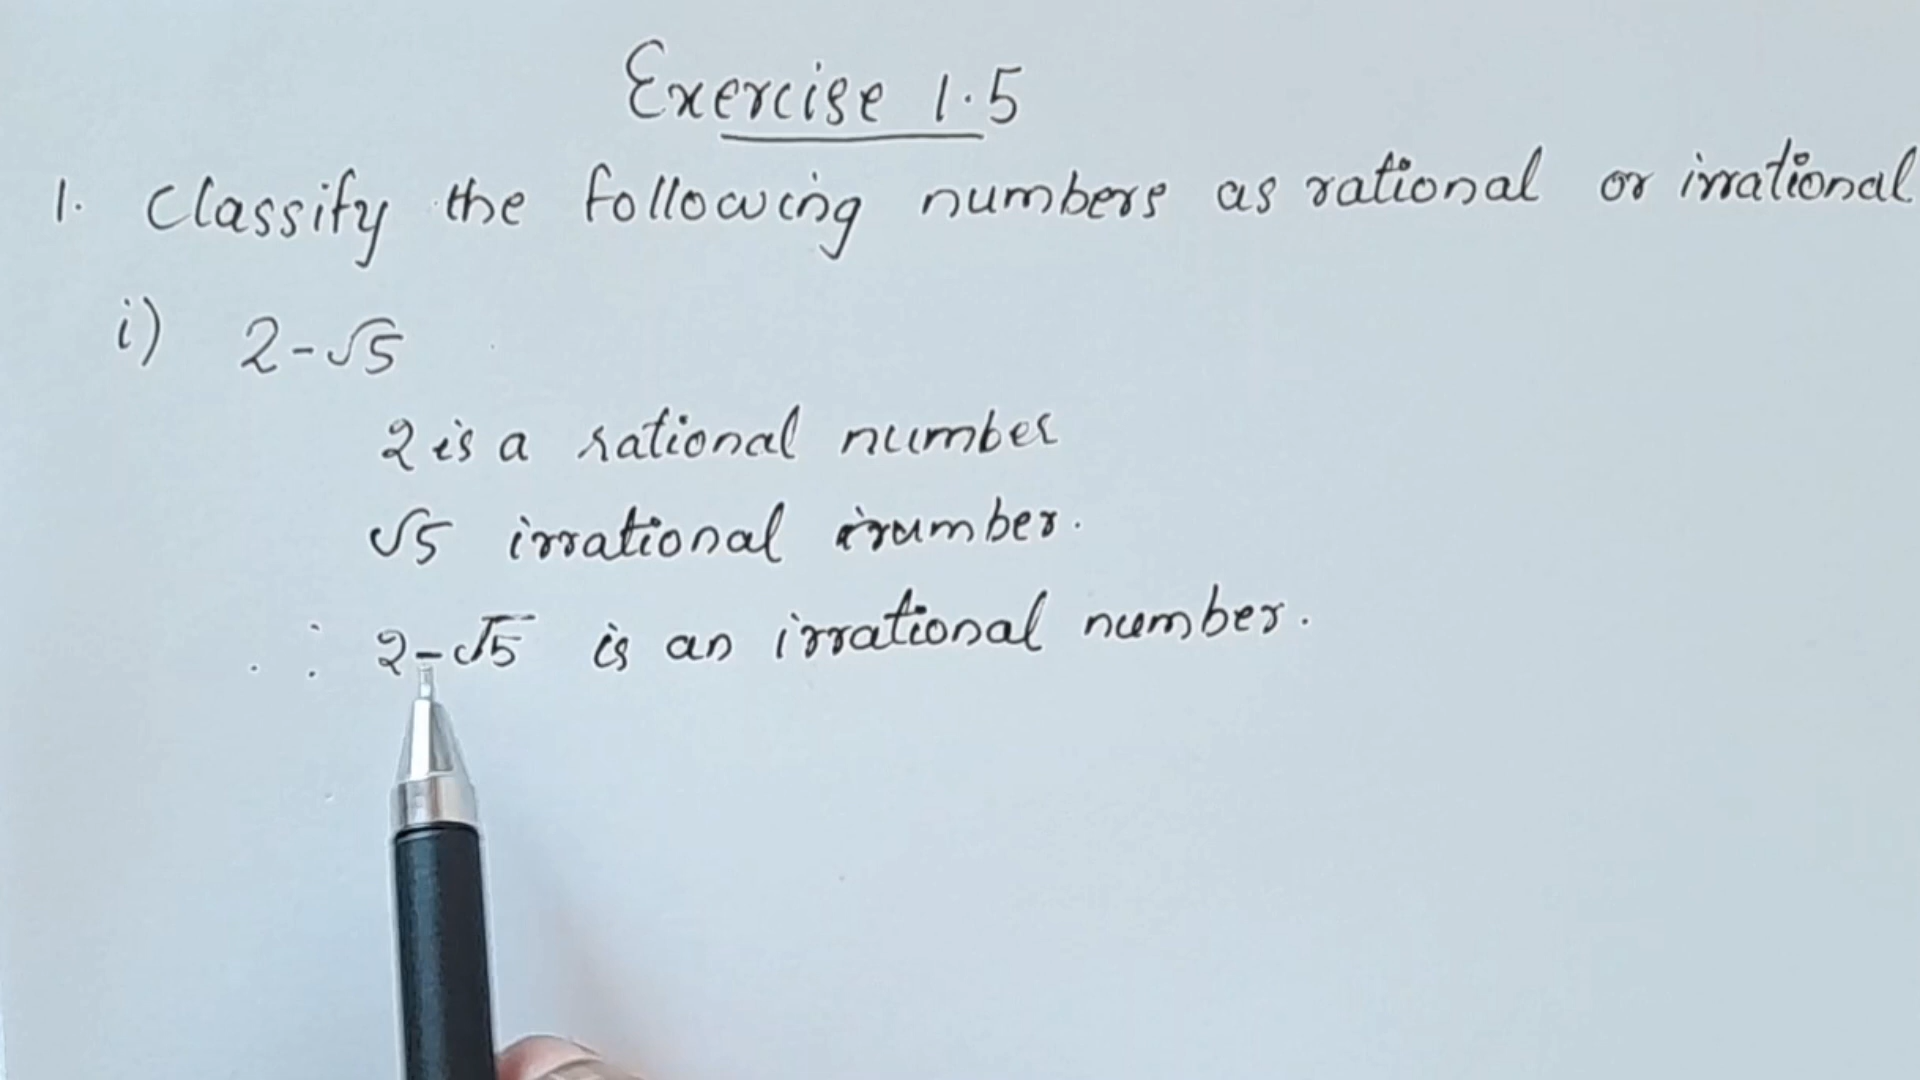 Exercise 1.5
1. Classify the following numbers as rational or irrational
i) 2-√5
2 is a rational number
√5 irrational number.
∴ 2-√5 is an irrational number.